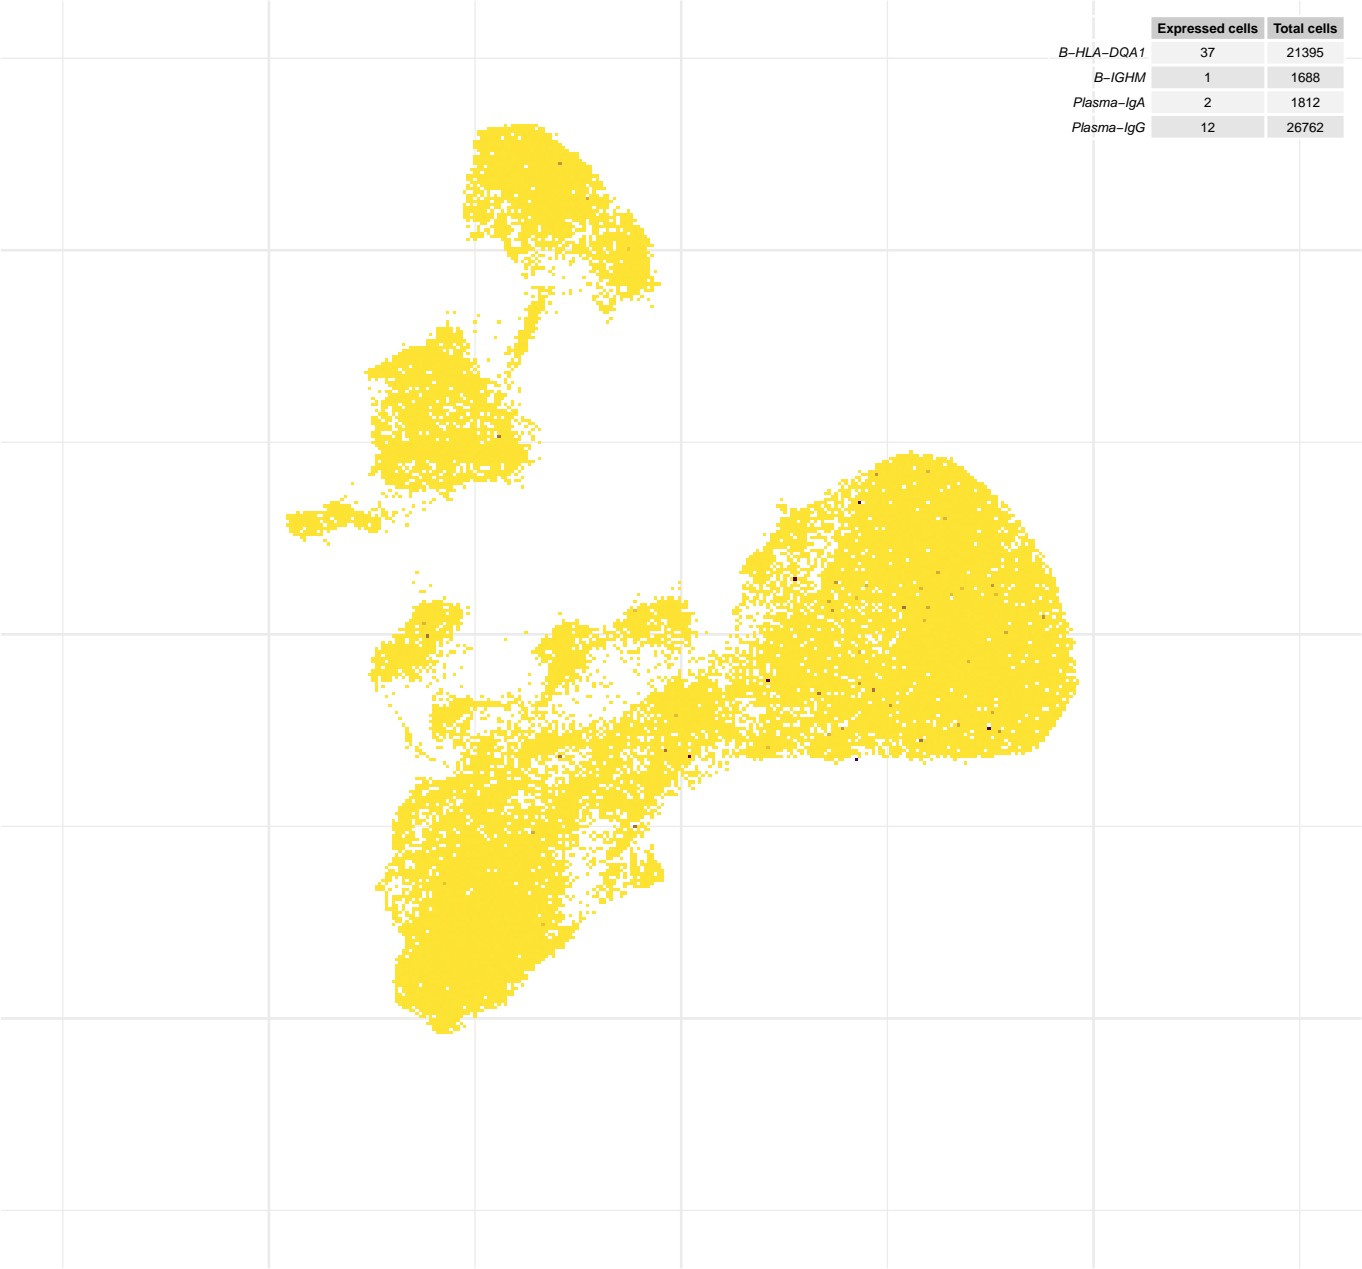 Expressed cells Total cells
B−HLA−DQA1 37 21395
B−IGHM 1 1688
Plasma−IgA 2 1812
Plasma−IgG 12 26762